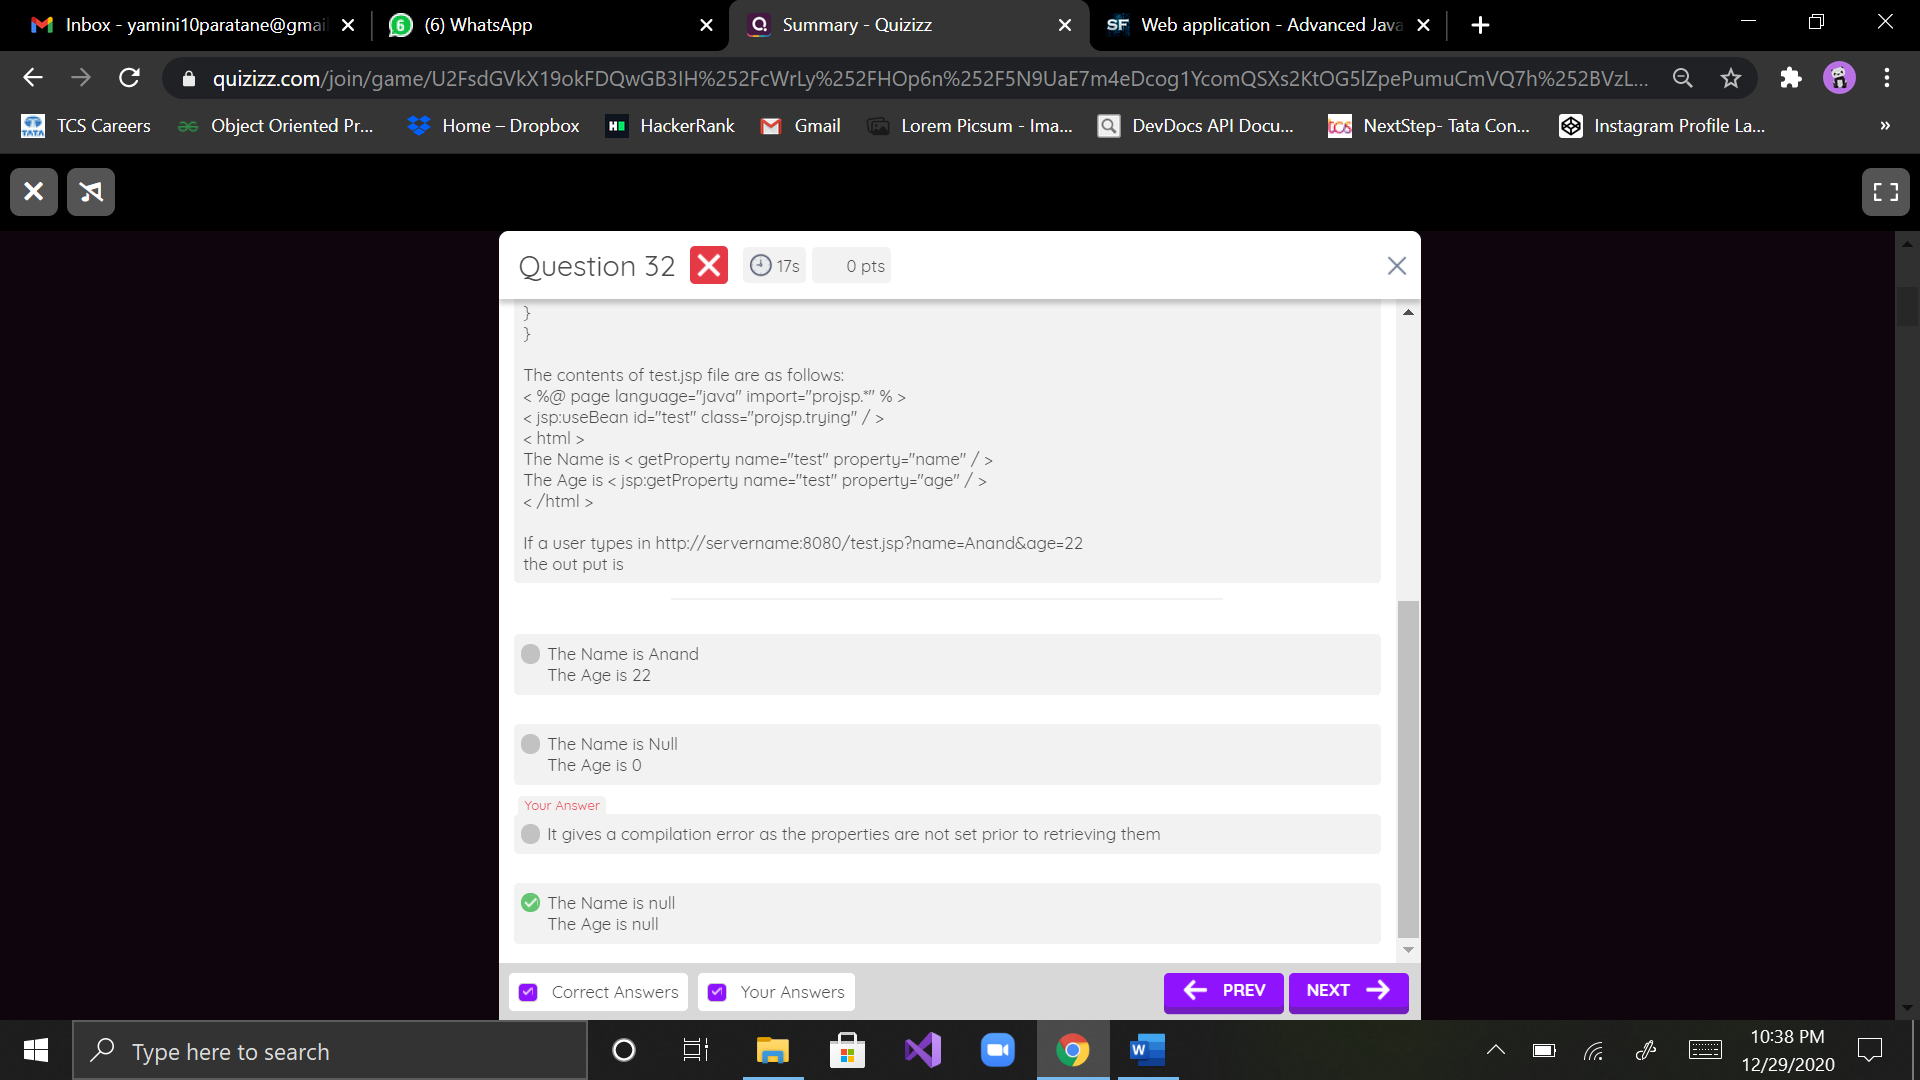 Inbox - yamini10paratane@gmai
(6) WhatsApp
Summary - Quizizz
Web application - Advanced Java
quizizz.com/join/game/U2FsdGVkX19okFDQwGB3IH%252FcWrLy%252FHOp6n%252F5N9UaE7m4eDcog1YcomQSXs2KtOG5lZpePumuCmVQ7h%252BVzL...
TCS Careers
Object Oriented Pr...
Home – Dropbox
HackerRank
Gmail
Lorem Picsum - Ima...
DevDocs API Docu...
NextStep- Tata Con...
Instagram Profile La...
»
Question 32
17s
0 pts
}
}
The contents of test.jsp file are as follows:
< %@ page language="java" import="projsp.*" % >
< jsp:useBean id="test" class="projsp.trying" / >
< html >
The Name is < getProperty name="test" property="name" / >
The Age is < jsp:getProperty name="test" property="age" / >
< /html >
If a user types in http://servername:8080/test.jsp?name=Anand&age=22
the out put is
The Name is Anand
The Age is 22
The Name is Null
The Age is 0
Your Answer
It gives a compilation error as the properties are not set prior to retrieving them
The Name is null
The Age is null
Correct Answers
Your Answers
PREV
NEXT
Type here to search
10:38 PM
12/29/2020